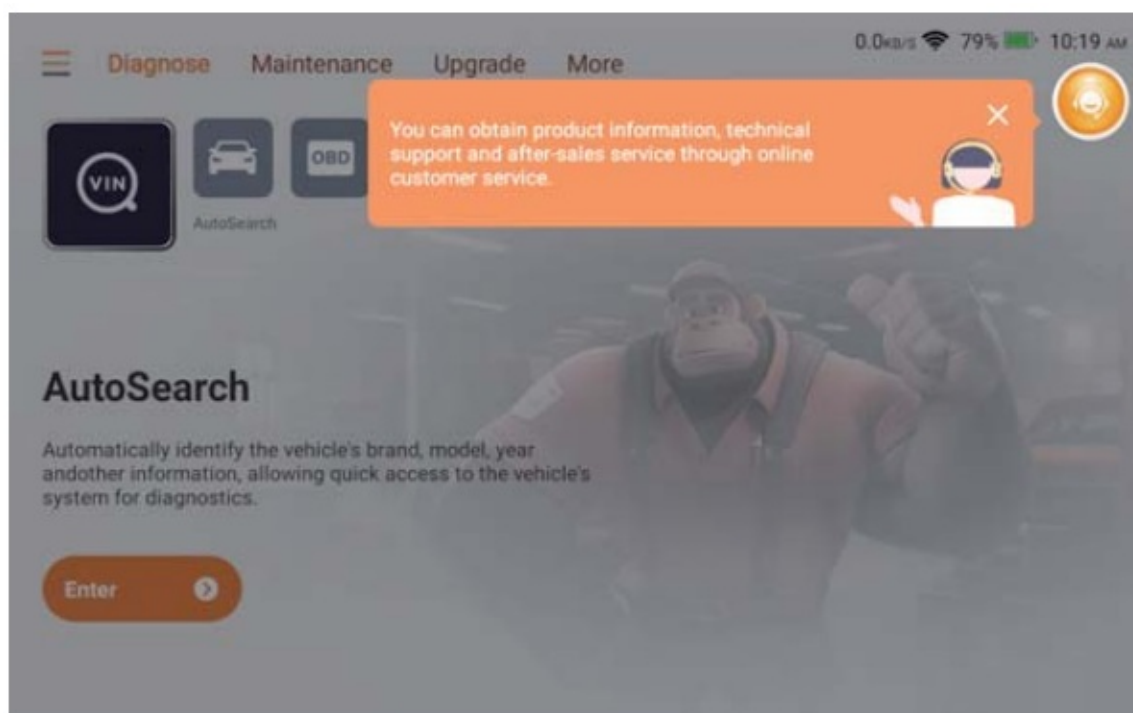 0.0KB/S 79% 10:19 AM
Diagnose Maintenance Upgrade More
You can obtain product information, technical
support and after-sales service through online
customer service.
VIN
OBD
AutoSearch
AutoSearch
Automatically identify the vehicle's brand, model, year
andother information, allowing quick access to the vehicle's
system for diagnostics.
Enter